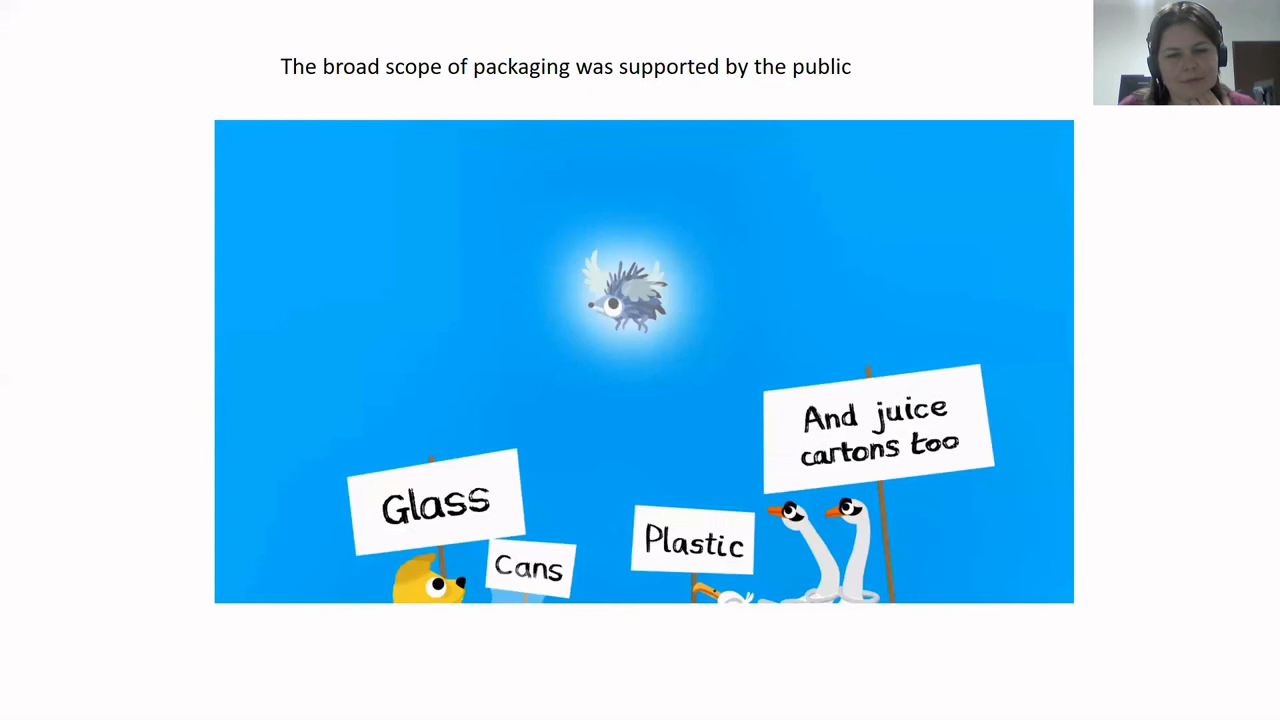 The broad scope of packaging was supported by the public
And juice
cartons too
Glass
Plastic
Cans